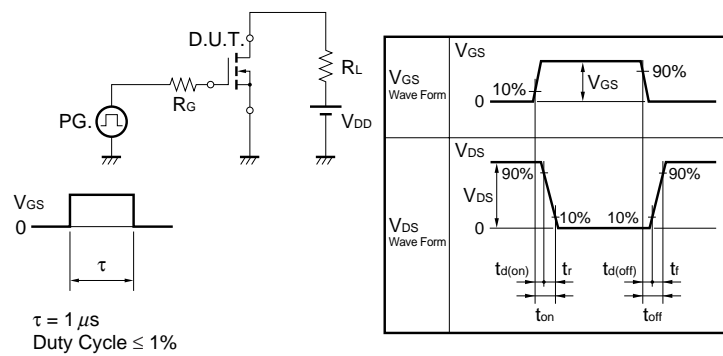 D.U.T.
RL
RG
PG.
VDD
VGS
0
τ
τ = 1 μs
Duty Cycle ≤ 1%
VGS
Wave Form
VGS
10%
VGS
90%
0
VDS
Wave Form
VDS
90%
VDS
90%
10% 10%
0
td(on) tr td(off) tf
ton toff